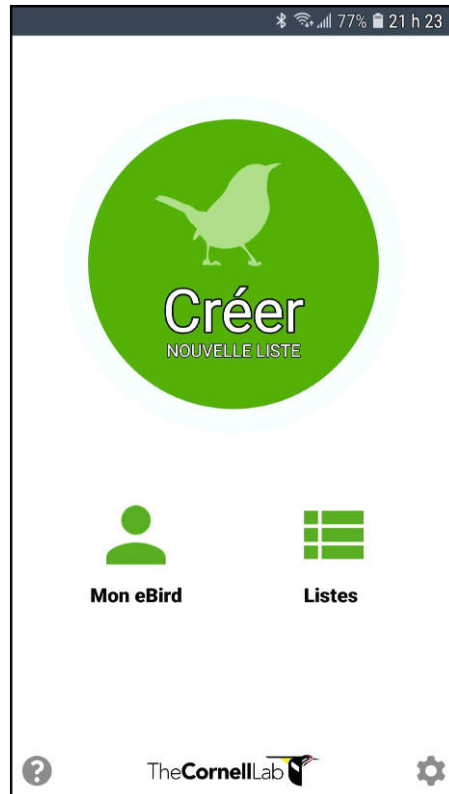 77% 21 h 23
Créer
NOUVELLE LISTE
Mon eBird Listes
?
TheCornellLab